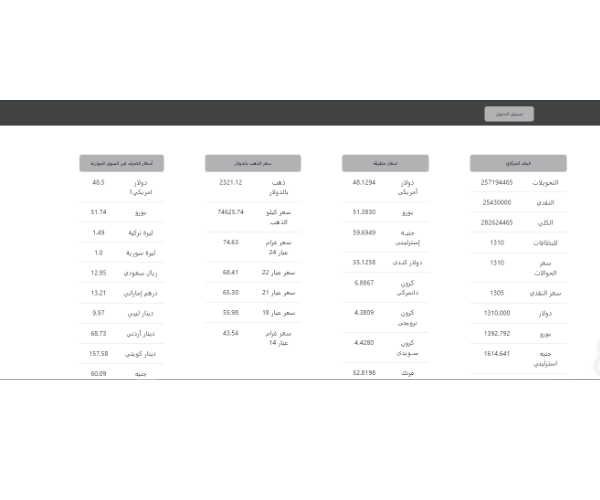 تسجيل الدخول
البنك المركزي
التحويلات 257194465
النقدي 25430000
الكلي 282624465
للبطاقات 1310
سعر الحوالات 1310
سعر النقدي 1305
دولار 1310.000
يورو 1392.792
جنيه استرليني 1614.641
اسعار متفرقة
دولار أمريكي 48.1294
يورو 51.3830
جنيه إسترليني 59.6949
دولار كندي 35.1258
كرون دانمركي 6.8867
كرون نرويجي 4.3809
كرون سويدي 4.4280
فرنك 52.8198
سعر الذهب بالدولار
ذهب بالدولار 2321.12
سعر كيلو الذهب 74625.74
سعر غرام عيار 24 74.63
سعر عيار 22 68.41
سعر عيار 21 65.30
سعر عيار 18 55.98
سعر غرام عيار 14 43.54
أسعار الصرف في السوق الموازية
دولار امريكي1 48.5
يورو 51.74
ليرة تركية 1.49
ليرة سورية 1.0
ريال سعودي 12.95
درهم إماراتي 13.21
دينار ليبي 9.97
دينار أردني 68.73
دينار كويتي 157.58
جنيه 60.09